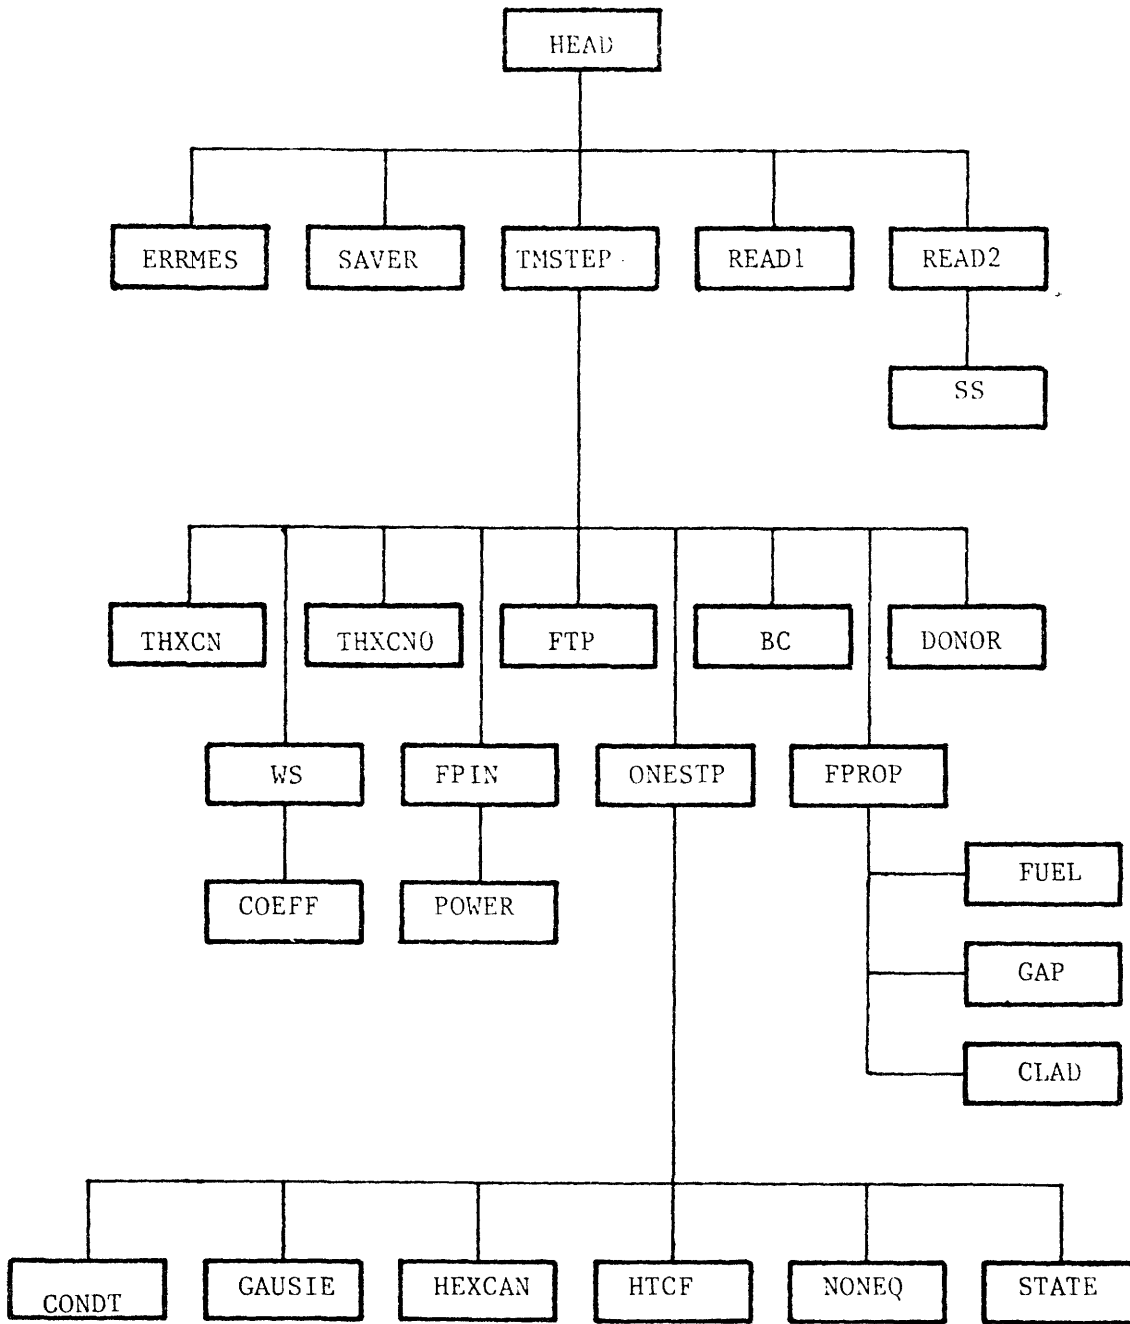 HEAD
ERRMES
SAVER
TMSTEP
READ1
READ2
SS
THXCN
THXCNO
FTP
BC
DONOR
WS
FPIN
ONESTP
FPROP
COEFF
POWER
FUEL
GAP
CLAD
CONDT
GAUSIE
HEXCAN
HTCF
NONEQ
STATE